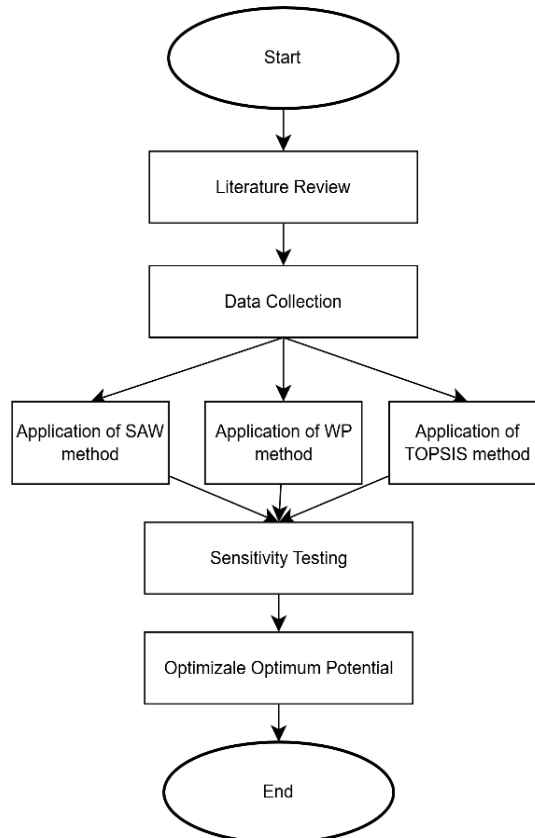 Start
Literature Review
Data Collection
Application of SAW
method
Application of WP
method
Application of
TOPSIS method
Sensitivity Testing
Optimizale Optimum Potential
End